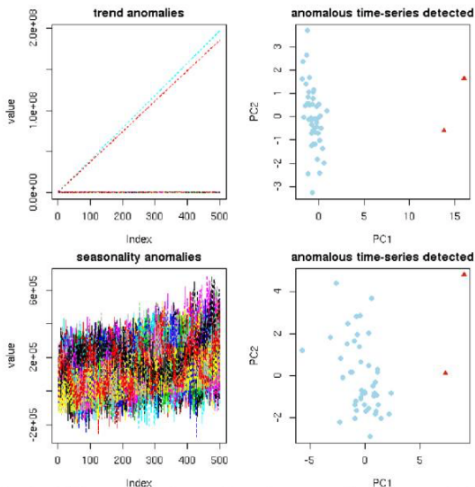 trend anomalies
value
2.0e+08
1.0e+08
0.0e+00
0 100 200 300 400 500
Index
anomalous time-series detected
PC2
3
2
1
0
-1
-2
-3
0 5 10 15
PC1
seasonality anomalies
value
6e+05
2e+05
-2e+05
0 100 200 300 400 500
Index
anomalous time-series detected
PC2
4
2
0
-2
-5 0 5
PC1